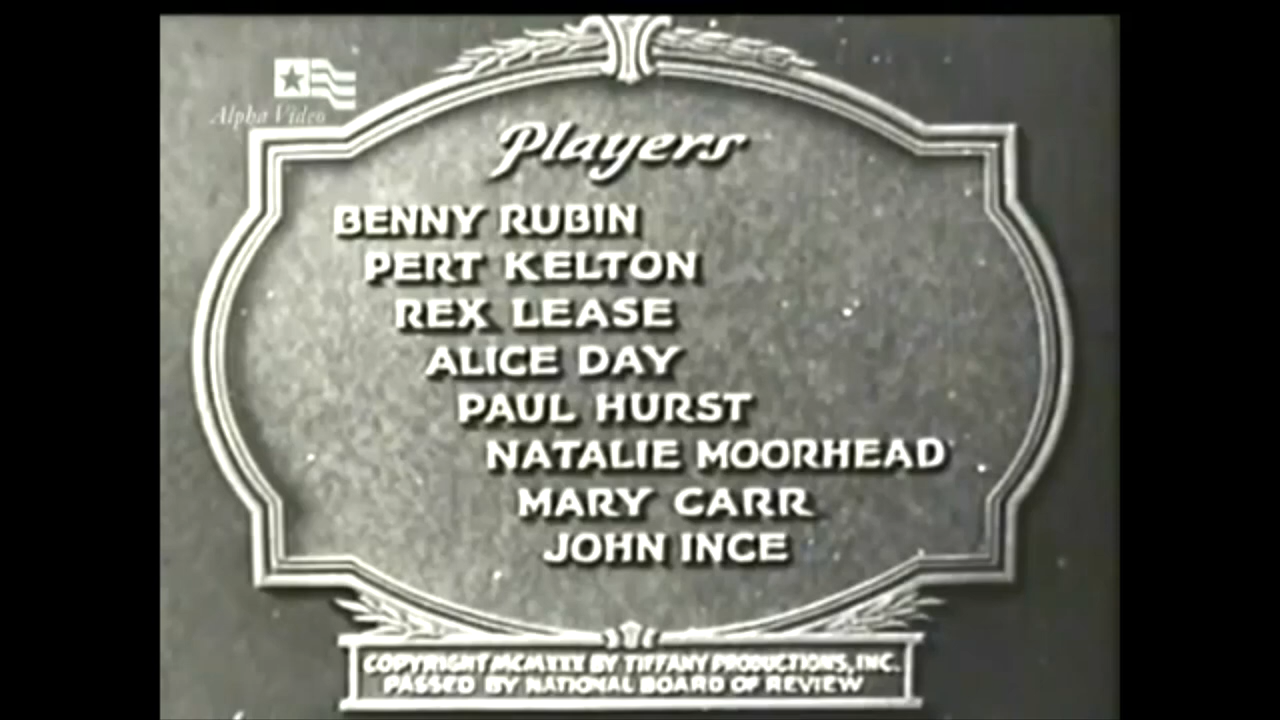 Alpha Video
Players
BENNY RUBIN
PERT KELTON
REX LEASE
ALICE DAY
PAUL HURST
NATALIE MOORHEAD
MARY CARR
JOHN INCE
COPYRIGHT MCMXXX BY TIFFANY PRODUCTIONS, INC.
PASSED BY NATIONAL BOARD OF REVIEW